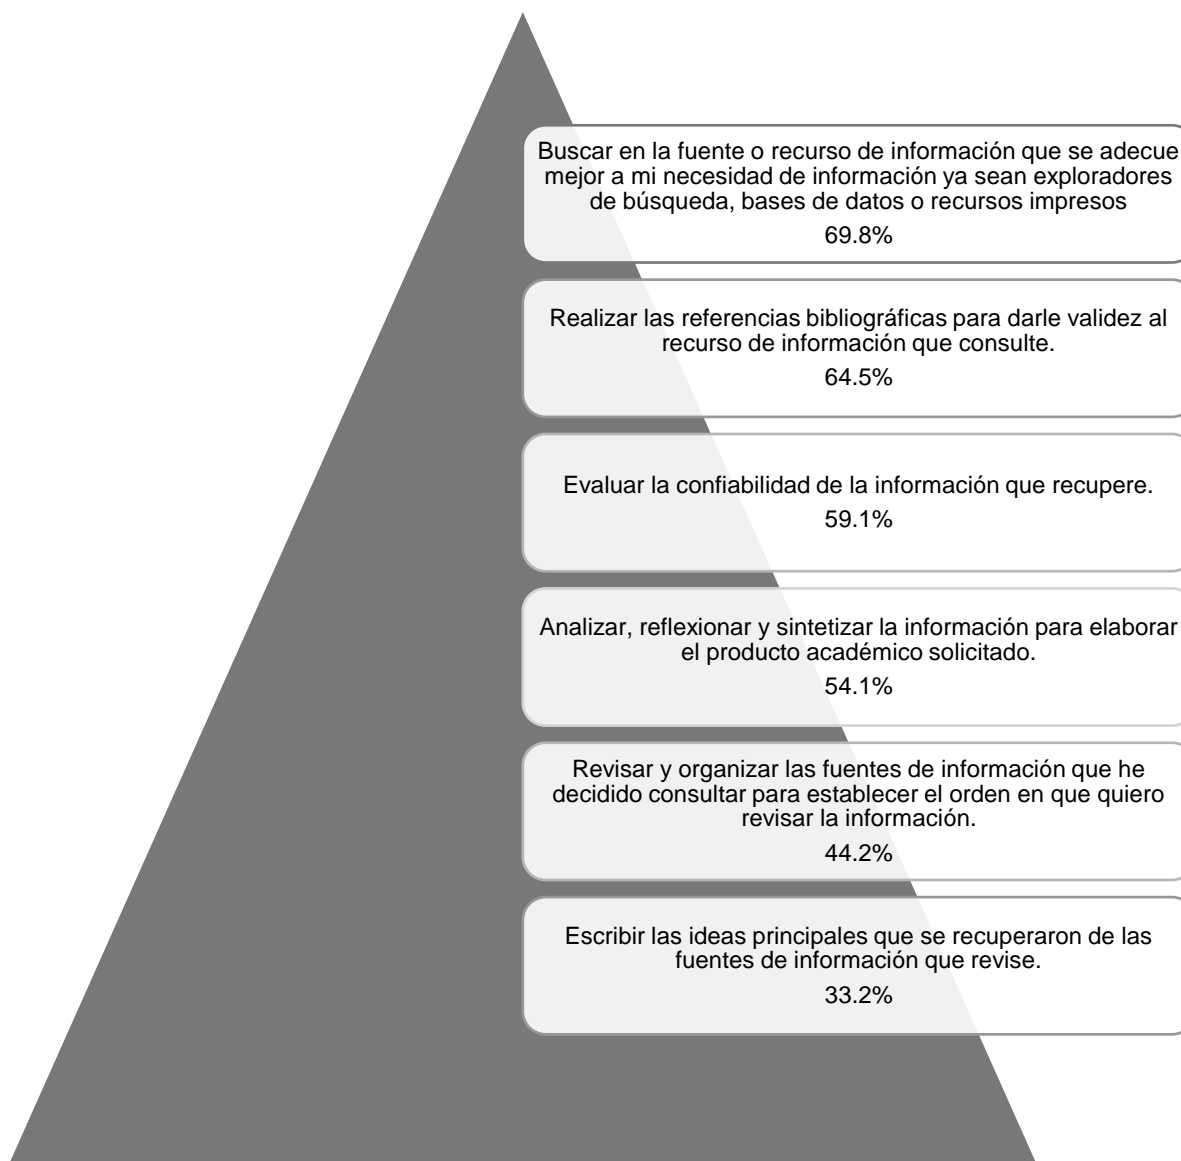 Buscar en la fuente o recurso de información que se adecue
mejor a mi necesidad de información ya sean exploradores
de búsqueda, bases de datos o recursos impresos
69.8%
Realizar las referencias bibliográficas para darle validez al
recurso de información que consulte.
64.5%
Evaluar la confiabilidad de la información que recupere.
59.1%
Analizar, reflexionar y sintetizar la información para elaborar
el producto académico solicitado.
54.1%
Revisar y organizar las fuentes de información que he
decidido consultar para establecer el orden en que quiero
revisar la información.
44.2%
Escribir las ideas principales que se recuperaron de las
fuentes de información que revise.
33.2%